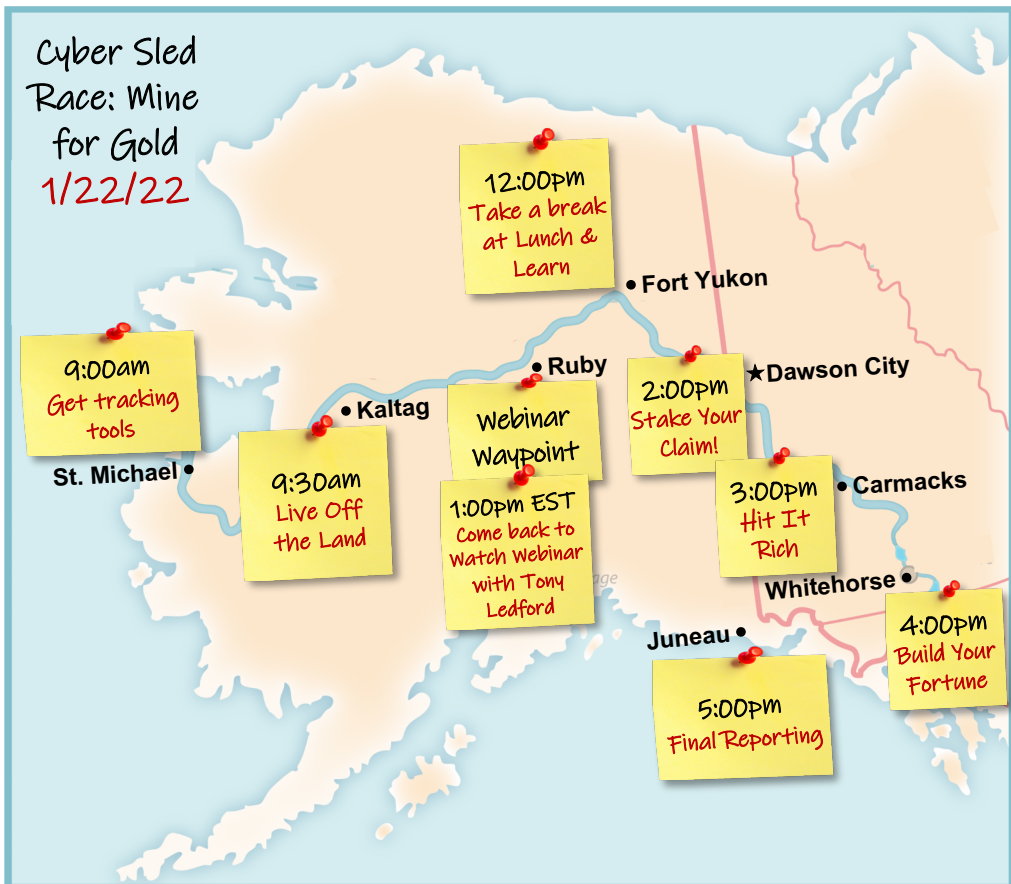 Cyber Sled
Race: Mine
for Gold
1/22/22
12:00pm
Take a break
at Lunch &
Learn
Fort Yukon
9:00am
Get tracking
tools
St. Michael
Kaltag
9:30am
Live Off
the Land
Ruby
Webinar
Waypoint
1:00pm EST
Come back to
Watch Webinar
with Tony
Ledford
2:00pm
Stake Your
Claim!
Dawson City
3:00pm
Hit It
Rich
Carmacks
Whitehorse
4:00pm
Build Your
Fortune
Juneau
5:00pm
Final Reporting